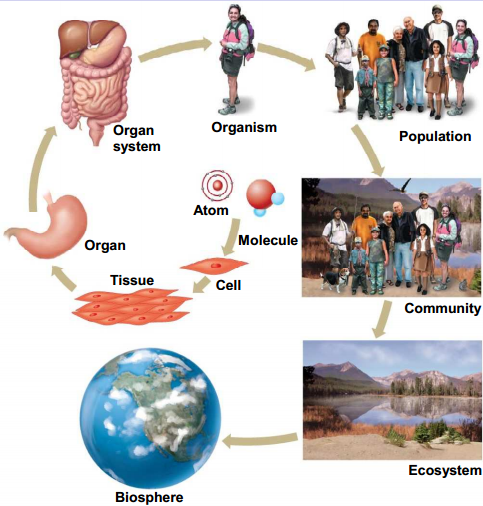 Organ
system
Organism
Population
Atom
Molecule
Organ
Tissue
Cell
Community
Ecosystem
Biosphere